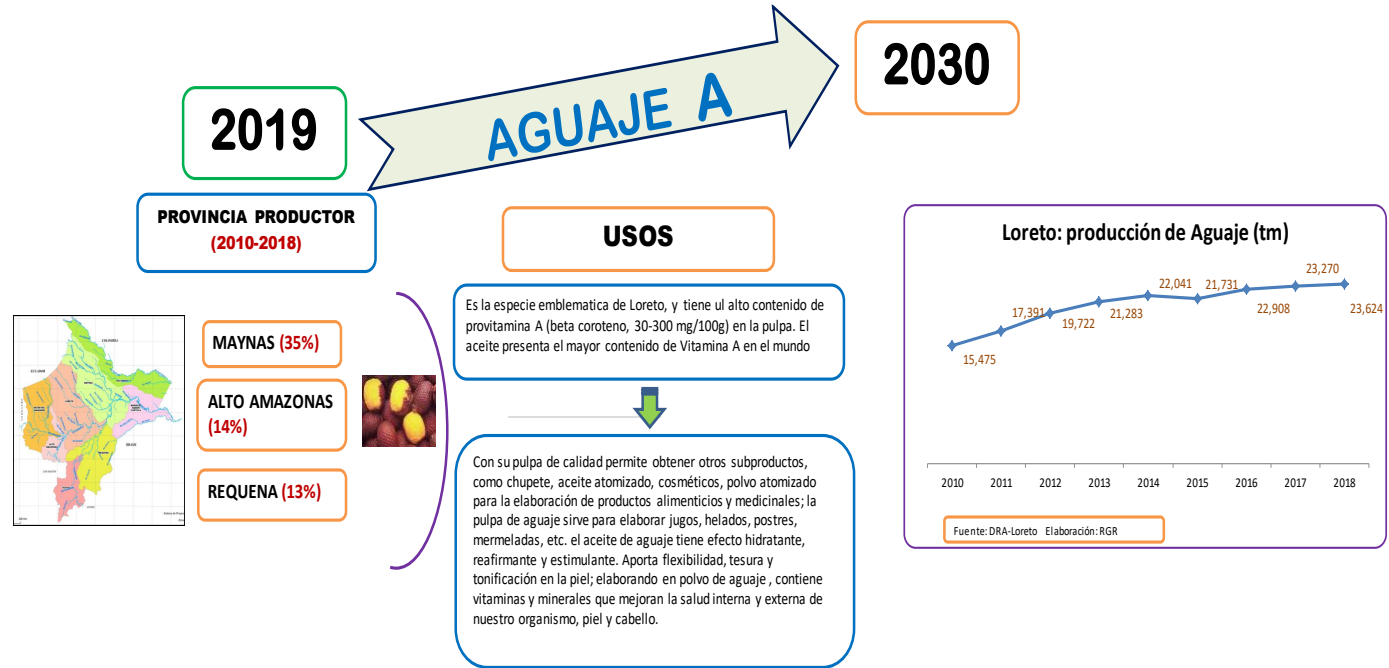 2019
AGUAJE A
2030
PROVINCIA PRODUCTOR
(2010-2018)
MAYNAS (35%)
ALTO AMAZONAS
(14%)
REQUENA (13%)
USOS
Es la especie emblematica de Loreto, y tiene ul alto contenido de
provitamina A (beta coroteno, 30-300 mg/100g) en la pulpa. El
aceite presenta el mayor contenido de Vitamina A en el mundo
Con su pulpa de calidad permite obtener otros subproductos,
como chupete, aceite atomizado, cosméticos, polvo atomizado
para la elaboración de productos alimenticios y medicinales; la
pulpa de aguaje sirve para elaborar jugos, helados, postres,
mermeladas, etc. el aceite de aguaje tiene efecto hidratante,
reafirmante y estimulante. Aporta flexibilidad, tesura y
tonificación en la piel; elaborando en polvo de aguaje , contiene
vitaminas y minerales que mejoran la salud interna y externa de
nuestro organismo, piel y cabello.
Loreto: producción de Aguaje (tm)
15,475
17,391
19,722
21,283
22,041
21,731
22,908
23,270
23,624
2010 2011 2012 2013 2014 2015 2016 2017 2018
Fuente: DRA-Loreto Elaboración: RGR